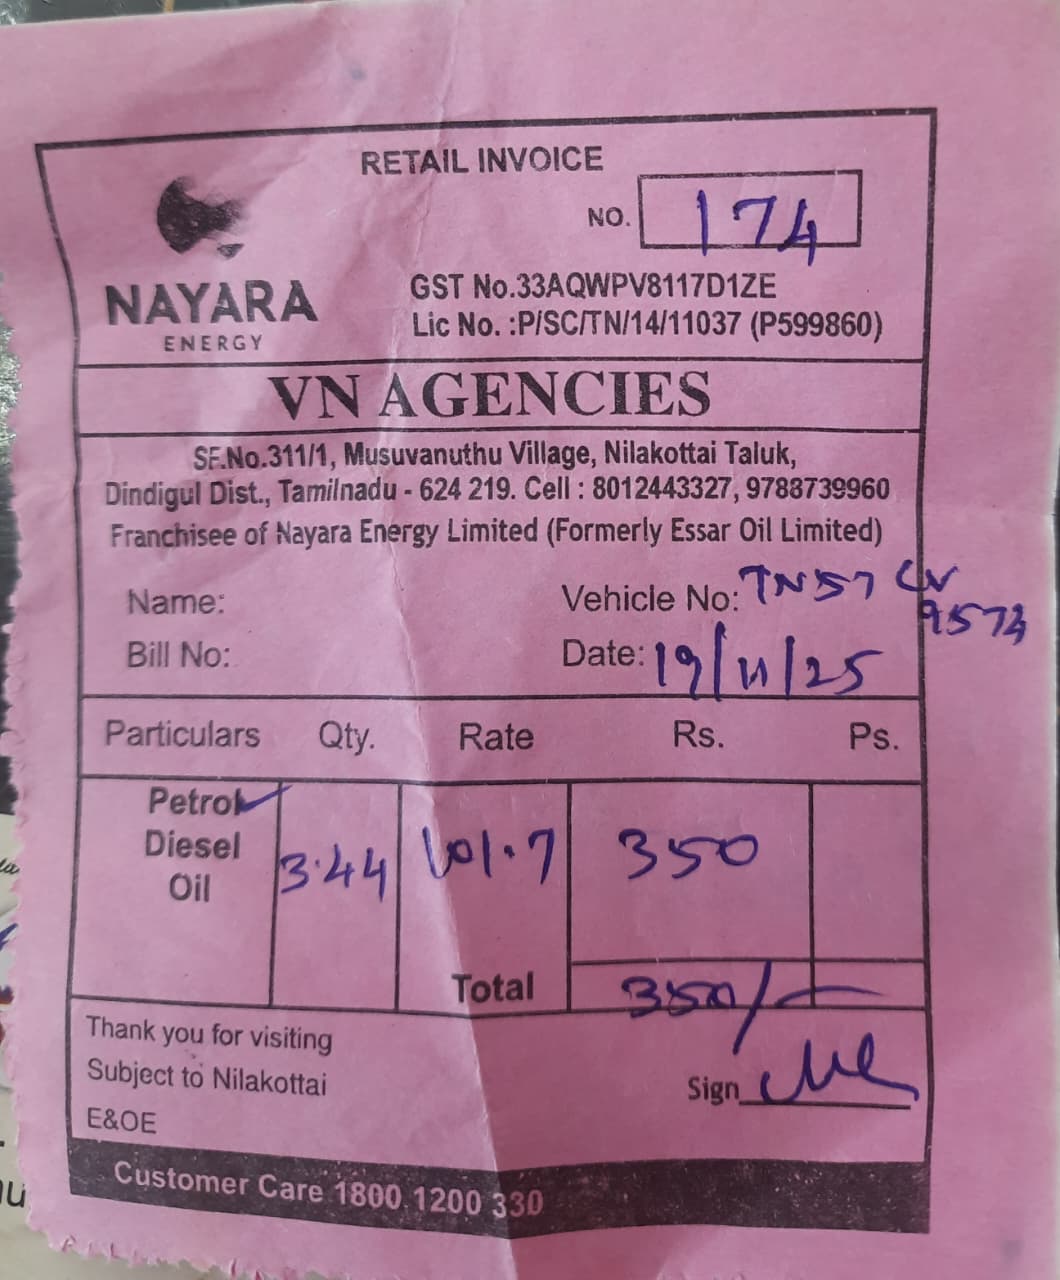 RETAIL INVOICE
NO. 174
NAYARA
ENERGY
GST No.33AQWPV8117D1ZE
Lic No. :P/SC/TN/14/11037 (P599860)
VN AGENCIES
SF.No.311/1, Musuvanuthu Village, Nilakottai Taluk,
Dindigul Dist., Tamilnadu - 624 219. Cell : 8012443327, 9788739960
Franchisee of Nayara Energy Limited (Formerly Essar Oil Limited)
Name:
Vehicle No: TN57 CV
9574
Bill No:
Date: 19/11/25
Particulars Qty. Rate Rs. Ps.
Petrol
Diesel
Oil
3.44 101.7 350
Total 350/-
Thank you for visiting
Subject to Nilakottai
E&OE
Sign
Customer Care 1800 1200 330